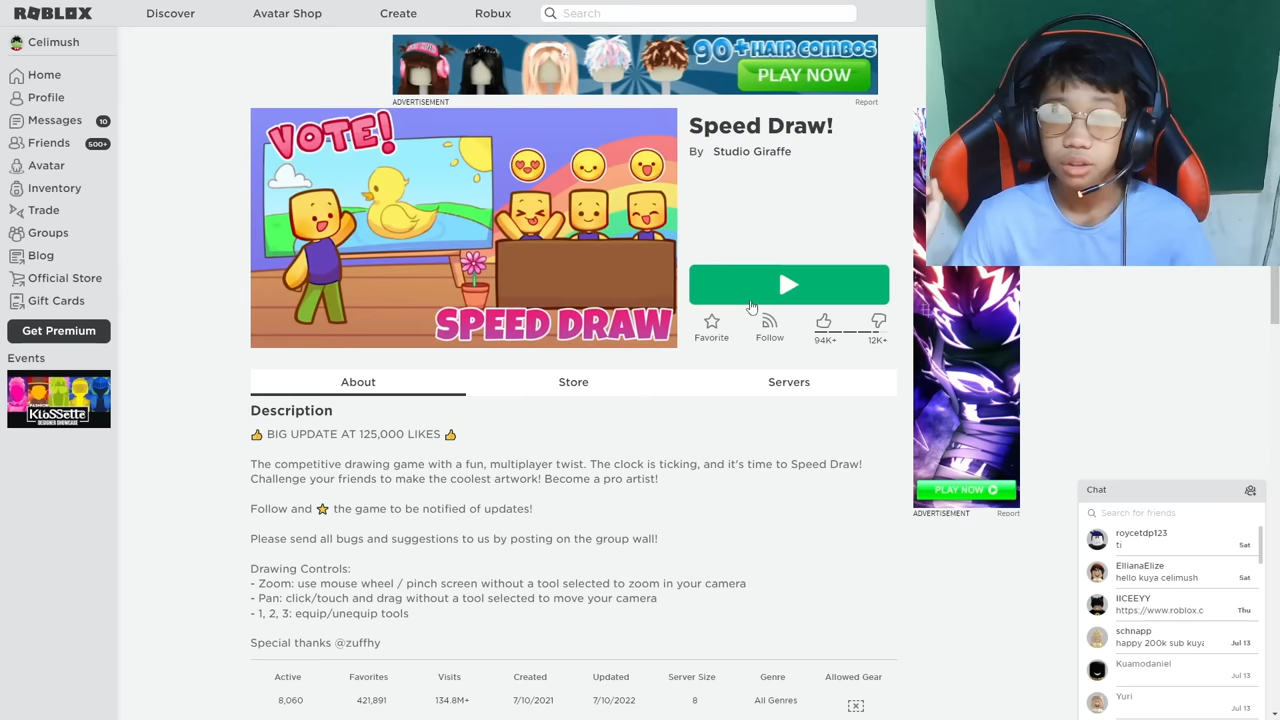 ROBLOX
Discover
Avatar Shop
Create
Robux
Search
Celimush
Home
Profile
Messages 10
Friends 500+
Avatar
Inventory
Trade
Groups
Blog
Official Store
Gift Cards
Get Premium
Events
KLOSSETTE
DESIGNER SHOWCASE
90+ HAIR COMBOS
PLAY NOW
ADVERTISEMENT
Report
VOTE!
SPEED DRAW
Speed Draw!
By Studio Giraffe
Favorite
Follow
94K+
12K+
About
Store
Servers
Description
👍 BIG UPDATE AT 125,000 LIKES 👍
The competitive drawing game with a fun, multiplayer twist. The clock is ticking, and it's time to Speed Draw!
Challenge your friends to make the coolest artwork! Become a pro artist!
Follow and ⭐ the game to be notified of updates!
Please send all bugs and suggestions to us by posting on the group wall!
Drawing Controls:
- Zoom: use mouse wheel / pinch screen without a tool selected to zoom in your camera
- Pan: click/touch and drag without a tool selected to move your camera
- 1, 2, 3: equip/unequip tools
Special thanks @zuffhy
Active
Favorites
Visits
Created
Updated
Server Size
Genre
Allowed Gear
8,060
421,891
134.8M+
7/10/2021
7/10/2022
8
All Genres
PLAY NOW
ADVERTISEMENT
Report
Chat
Search for friends
roycetdp123
ti
Sat
EllianaElize
hello kuya celimush
Sat
IICEEYY
https://www.roblox.c
Thu
schnapp
happy 200k sub kuya
Jul 13
Kuamodaniel
Jul 13
Yuri
Jul 13